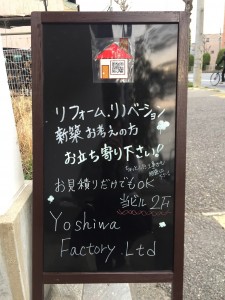 リフォーム、リノベーション
新築お考えの方
お立ち寄り下さい!
お見積りだけでもOK
当ビル2F
Yoshiwa
Factory Ltd